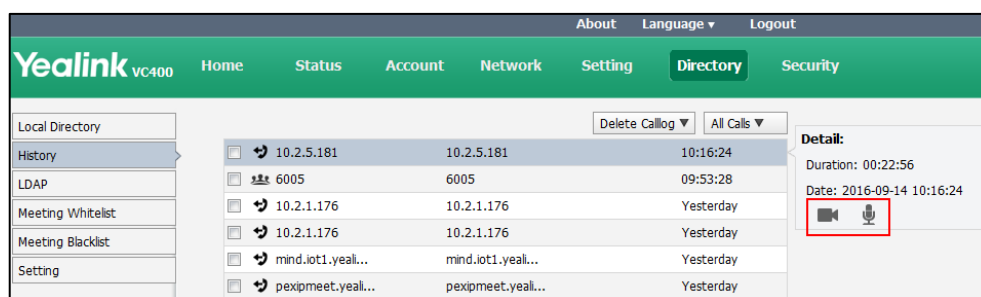 About Language ▼ Logout
Yealink VC400 Home Status Account Network Setting Directory Security
Delete Calllog ▼ All Calls ▼
Local Directory
History
LDAP
Meeting Whitelist
Meeting Blacklist
Setting
10.2.5.181 10.2.5.181 10:16:24
6005 6005 09:53:28
10.2.1.176 10.2.1.176 Yesterday
10.2.1.176 10.2.1.176 Yesterday
mind.iot1.yeali... mind.iot1.yeali... Yesterday
pexipmeet.yeali... pexipmeet.yeali... Yesterday
Detail:
Duration: 00:22:56
Date: 2016-09-14 10:16:24